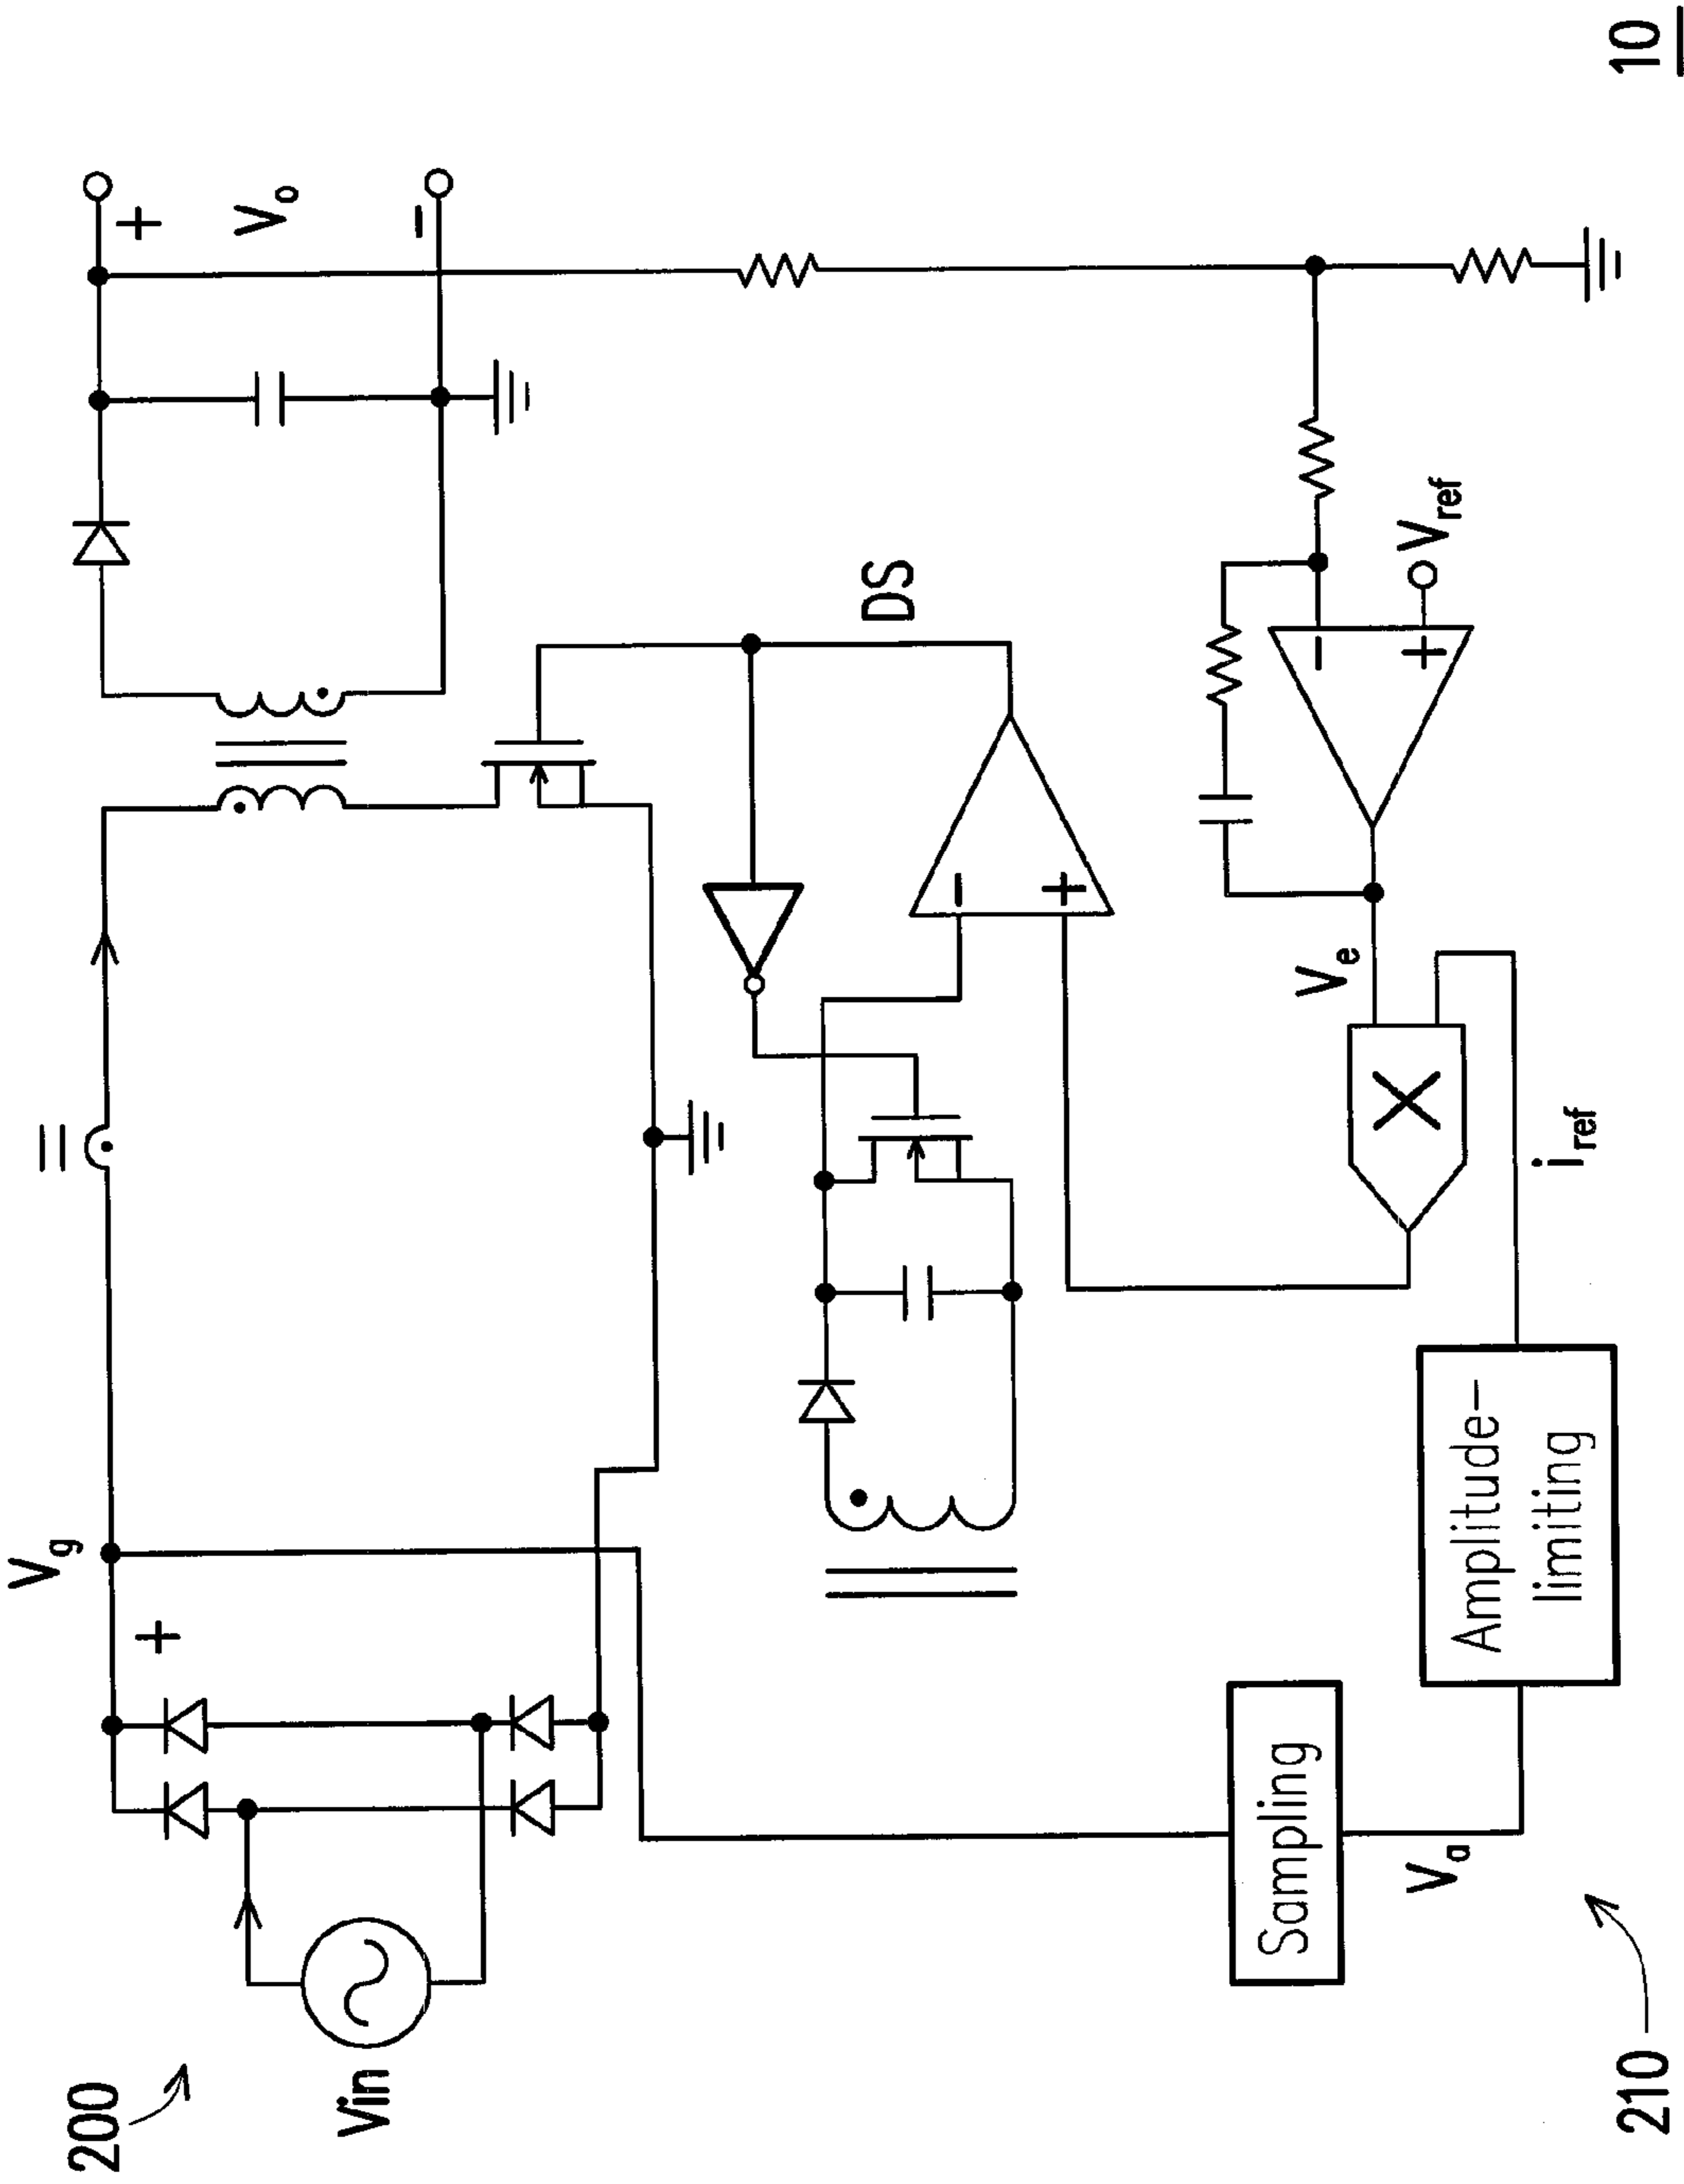 200
Vin
+
Vg
+
Vo
-
DS
-
+
Sampling
Va
Amplitude-
limiting
iref
X
Ve
-
+
Vref
210
10